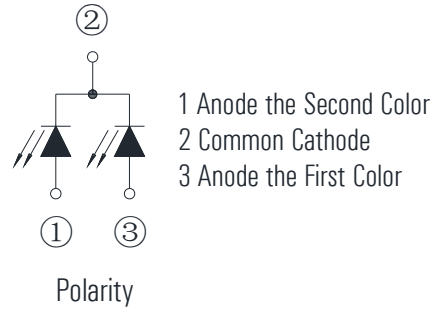 ②
1 Anode the Second Color
2 Common Cathode
3 Anode the First Color
① ③
Polarity